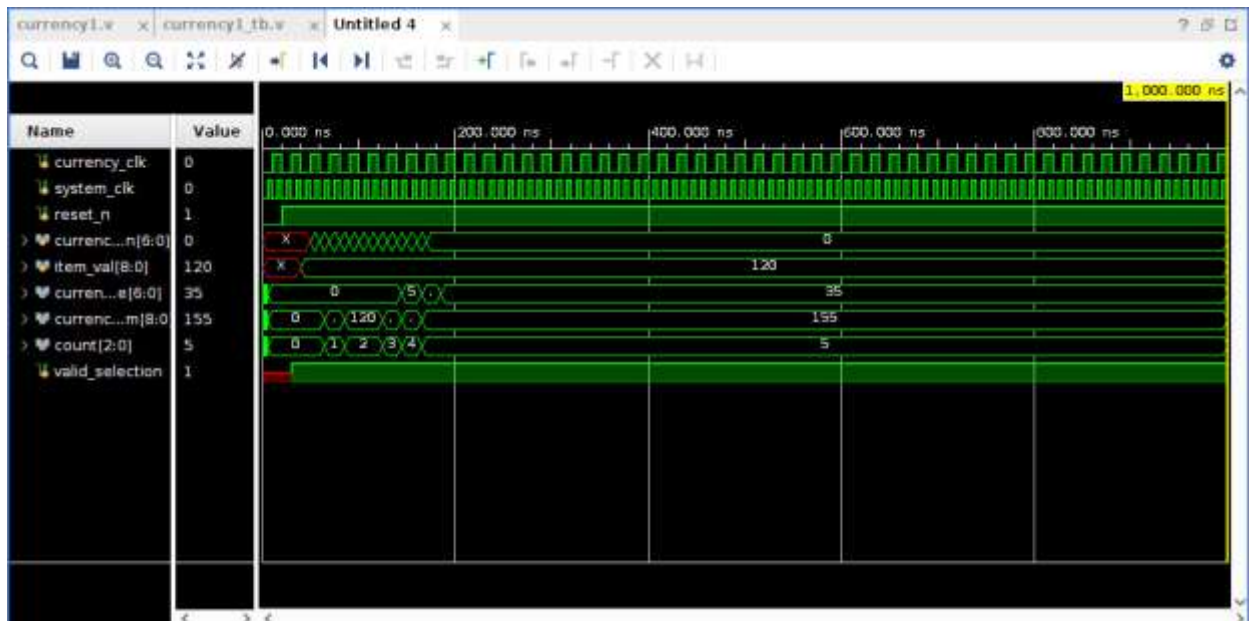 currency1.v x currency1_tb.v x Untitled 4 x ?
1,000.000 ns
Name Value 0.000 ns 200.000 ns 400.000 ns 600.000 ns 800.000 ns
currency_clk 0
system_clk 0
reset_n 1
> currenc...n[6:0] 0 X 0
> item_val[8:0] 120 X 120
> curren...e[6:0] 35 0 5 . 35
> currenc...m[8:0 155 0 . 120 . . 155
> count[2:0] 5 0 1 2 3 4 5
valid_selection 1